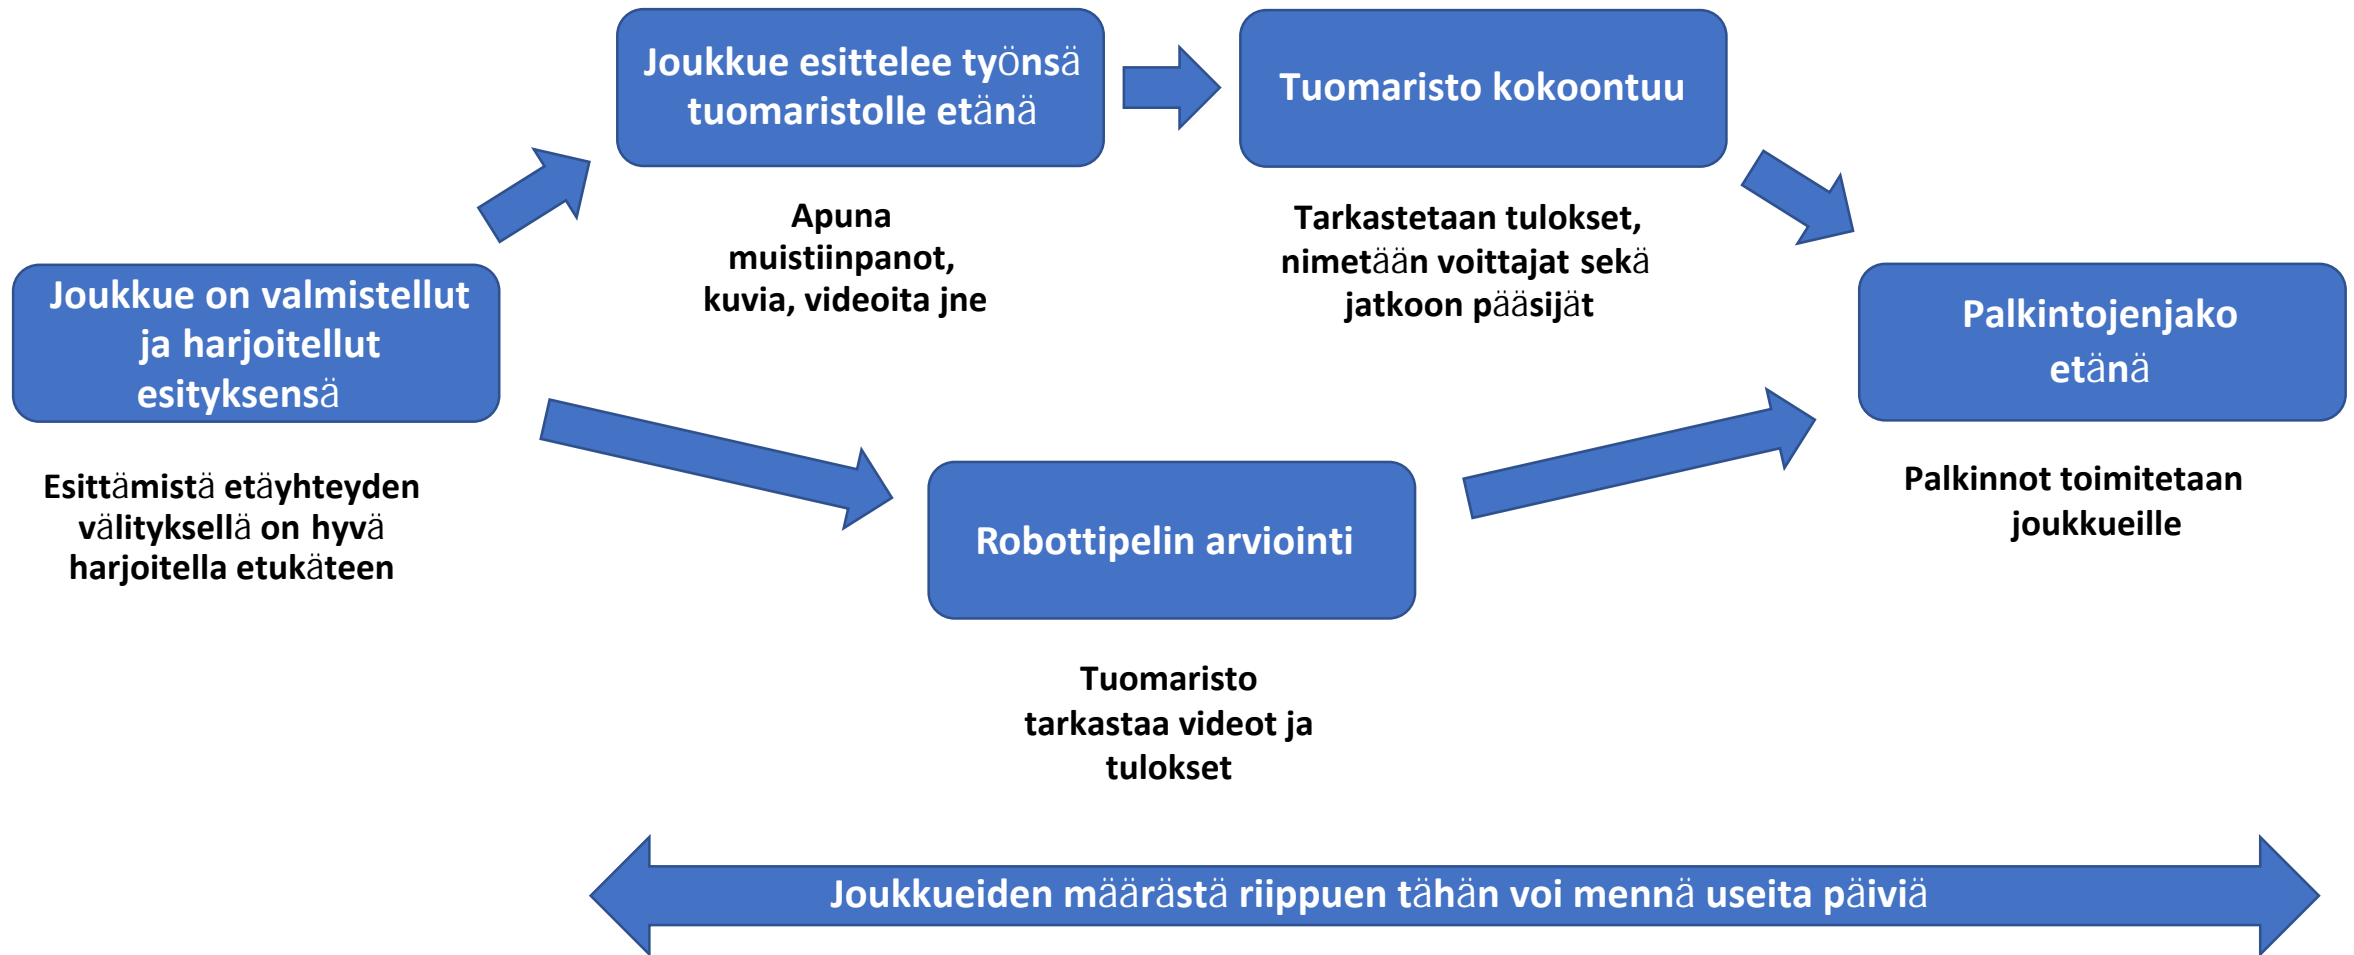 Joukkue esittelee työnsä
tuomaristolle etänä
Tuomaristo kokoontuu
Apuna
muistiinpanot,
kuvia, videoita jne
Tarkastetaan tulokset,
nimetään voittajat sekä
jatkoon pääsijät
Joukkue on valmistellut
ja harjoitellut
esityksensä
Palkintojenjako
etänä
Esittämistä etäyhteyden
välityksellä on hyvä
harjoitella etukäteen
Robottipelin arviointi
Palkinnot toimitetaan
joukkueille
Tuomaristo
tarkastaa videot ja
tulokset
Joukkueiden määrästä riippuen tähän voi mennä useita päiviä